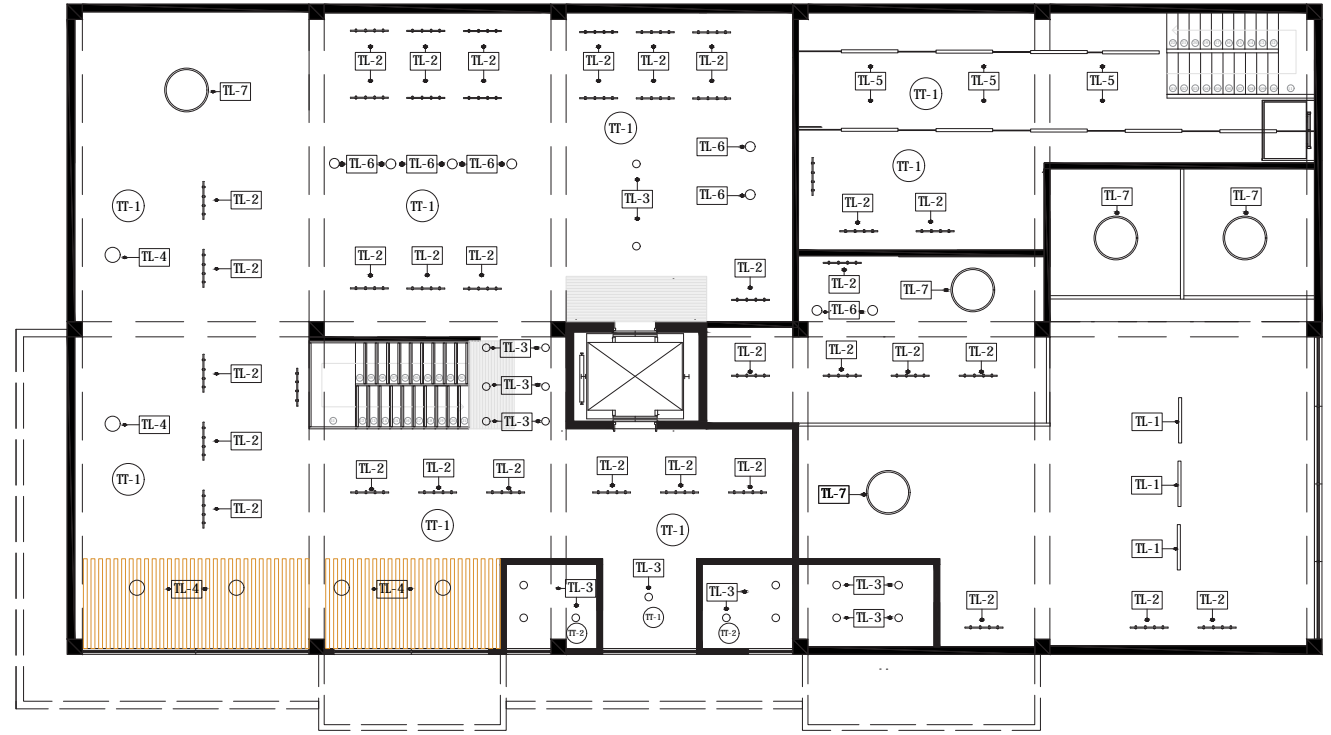 TL-2 TL-2 TL-2 TL-2 TL-2 TL-2
TL-5 TL-5 TL-5
TL-7 TT-1
TT-1
TL-6 TL-6 TL-6 TL-6
TT-1
TL-7 TL-7
TL-2 TL-6 TL-3
TT-1 TT-1 TL-2 TL-2
TL-4 TL-2 TL-2 TL-2 TL-2 TL-2 TL-2
TL-7
TL-6
TL-3 TL-2 TL-2 TL-2 TL-2
TL-2 TL-3
TL-4 TL-3 TL-1
TL-2 TL-2 TL-2 TL-2 TL-2 TL-2 TL-2
TT-1 TL-7 TL-1
TL-2
TT-1 TT-1
TL-1
TL-3
TL-4 TL-4 TL-3 TL-3 TL-3
TL-2 TL-2 TL-2
TT-1 TL-3
TT-2 TT-2